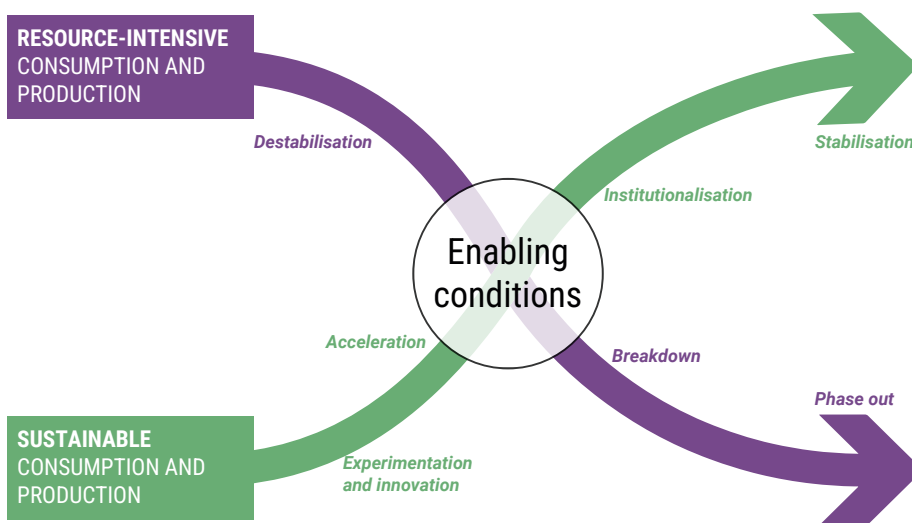 RESOURCE-INTENSIVE
CONSUMPTION AND
PRODUCTION
Destabilisation
Stabilisation
Institutionalisation
Enabling
conditions
Acceleration
Breakdown
Phase out
SUSTAINABLE
CONSUMPTION AND
PRODUCTION
Experimentation
and innovation